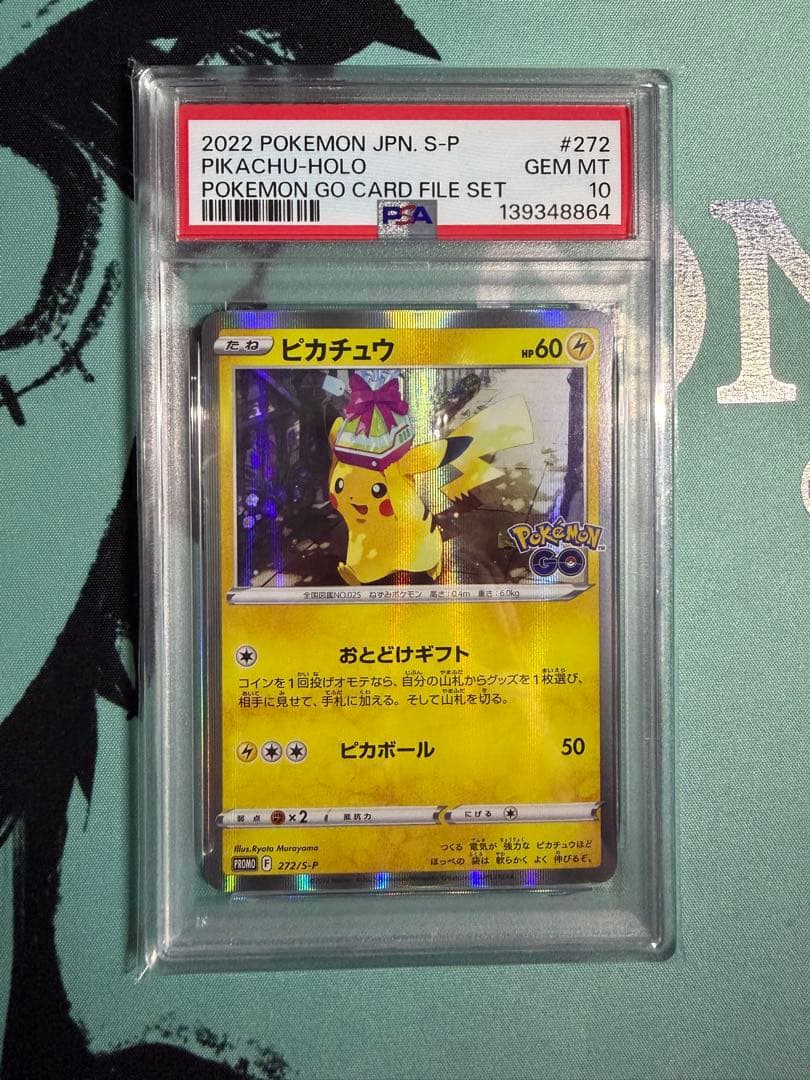 2022 POKEMON JPN. S-P #272
PIKACHU-HOLO GEM MT
POKEMON GO CARD FILE SET 10
PSA 139348864
たね ピカチュウ HP60
POKÉMON
GO
全国図鑑NO.025 ねずみポケモン 高さ:0.4m 重さ:6.0kg
おとどけギフト
コインを1回投げオモテなら、自分の山札からグッズを1枚選び、
相手に見せて、手札に加える。そして山札を切る。
ピカボール 50
弱点 ×2 抵抗力 にげる
Illus.Ryota Murayama
つくる 電気が 強力な ピカチュウほど
ほっぺの 袋は 軟らかく よく 伸びるぞ。
PROMO F 272/S-P